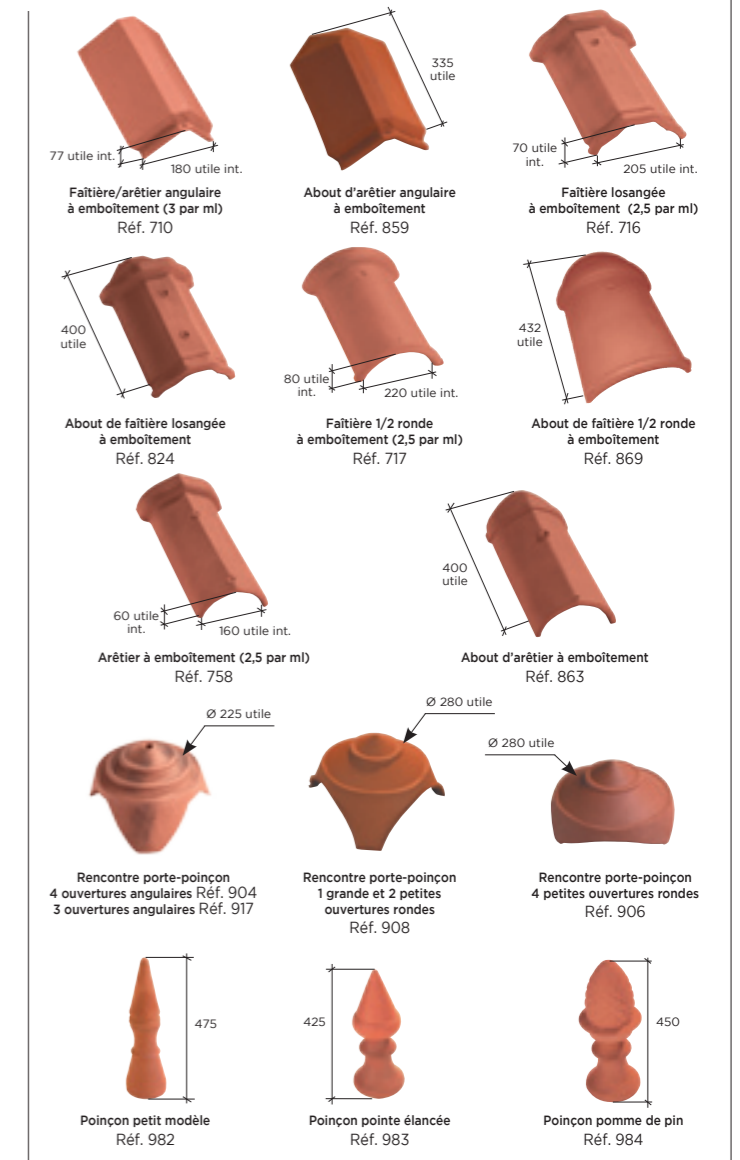 335
utile
77 utile int.
180 utile int.
70 utile
int.
205 utile int.
Faîtière/arêtier angulaire
à emboîtement (3 par ml)
Réf. 710
About d'arêtier angulaire
à emboîtement
Réf. 859
Faîtière losangée
à emboîtement (2,5 par ml)
Réf. 716
400
utile
80 utile
int.
220 utile int.
432
utile
About de faîtière losangée
à emboîtement
Réf. 824
Faîtière 1/2 ronde
à emboîtement (2,5 par ml)
Réf. 717
About de faîtière 1/2 ronde
à emboîtement
Réf. 869
60 utile
int.
160 utile int.
400
utile
Arêtier à emboîtement (2,5 par ml)
Réf. 758
About d'arêtier à emboîtement
Réf. 863
Ø 225 utile
Ø 280 utile
Ø 280 utile
Rencontre porte-poinçon
4 ouvertures angulaires Réf. 904
3 ouvertures angulaires Réf. 917
Rencontre porte-poinçon
1 grande et 2 petites
ouvertures rondes
Réf. 908
Rencontre porte-poinçon
4 petites ouvertures rondes
Réf. 906
475
425
450
Poinçon petit modèle
Réf. 982
Poinçon pointe élancée
Réf. 983
Poinçon pomme de pin
Réf. 984